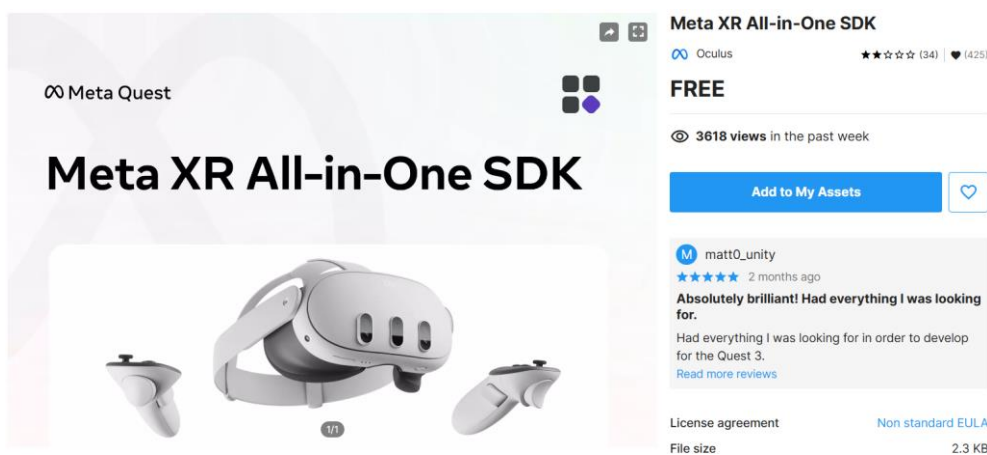 Meta Quest
Meta XR All-in-One SDK
1/1
Meta XR All-in-One SDK
Oculus
(34) (425)
FREE
3618 views in the past week
Add to My Assets
M matt0_unity
2 months ago
Absolutely brilliant! Had everything I was looking
for.
Had everything I was looking for in order to develop
for the Quest 3.
Read more reviews
License agreement Non standard EULA
File size 2.3 KB